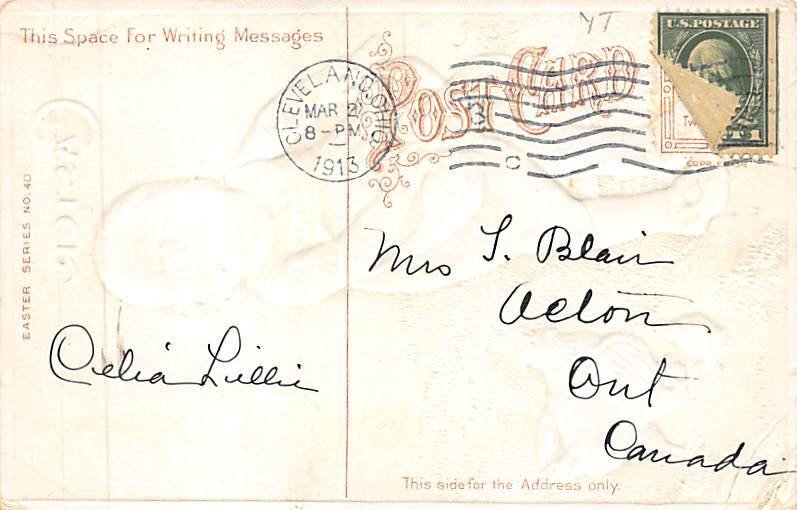 This Space For Writing Messages
POST CARD
U.S. POSTAGE
1
CLEVELAND, OHIO
MAR 2
8-PM
1913
C
EASTER SERIES NO. 40
Mrs T. Blair
Acton
Ont
Canada
Celia Lillie
This side for the Address only.